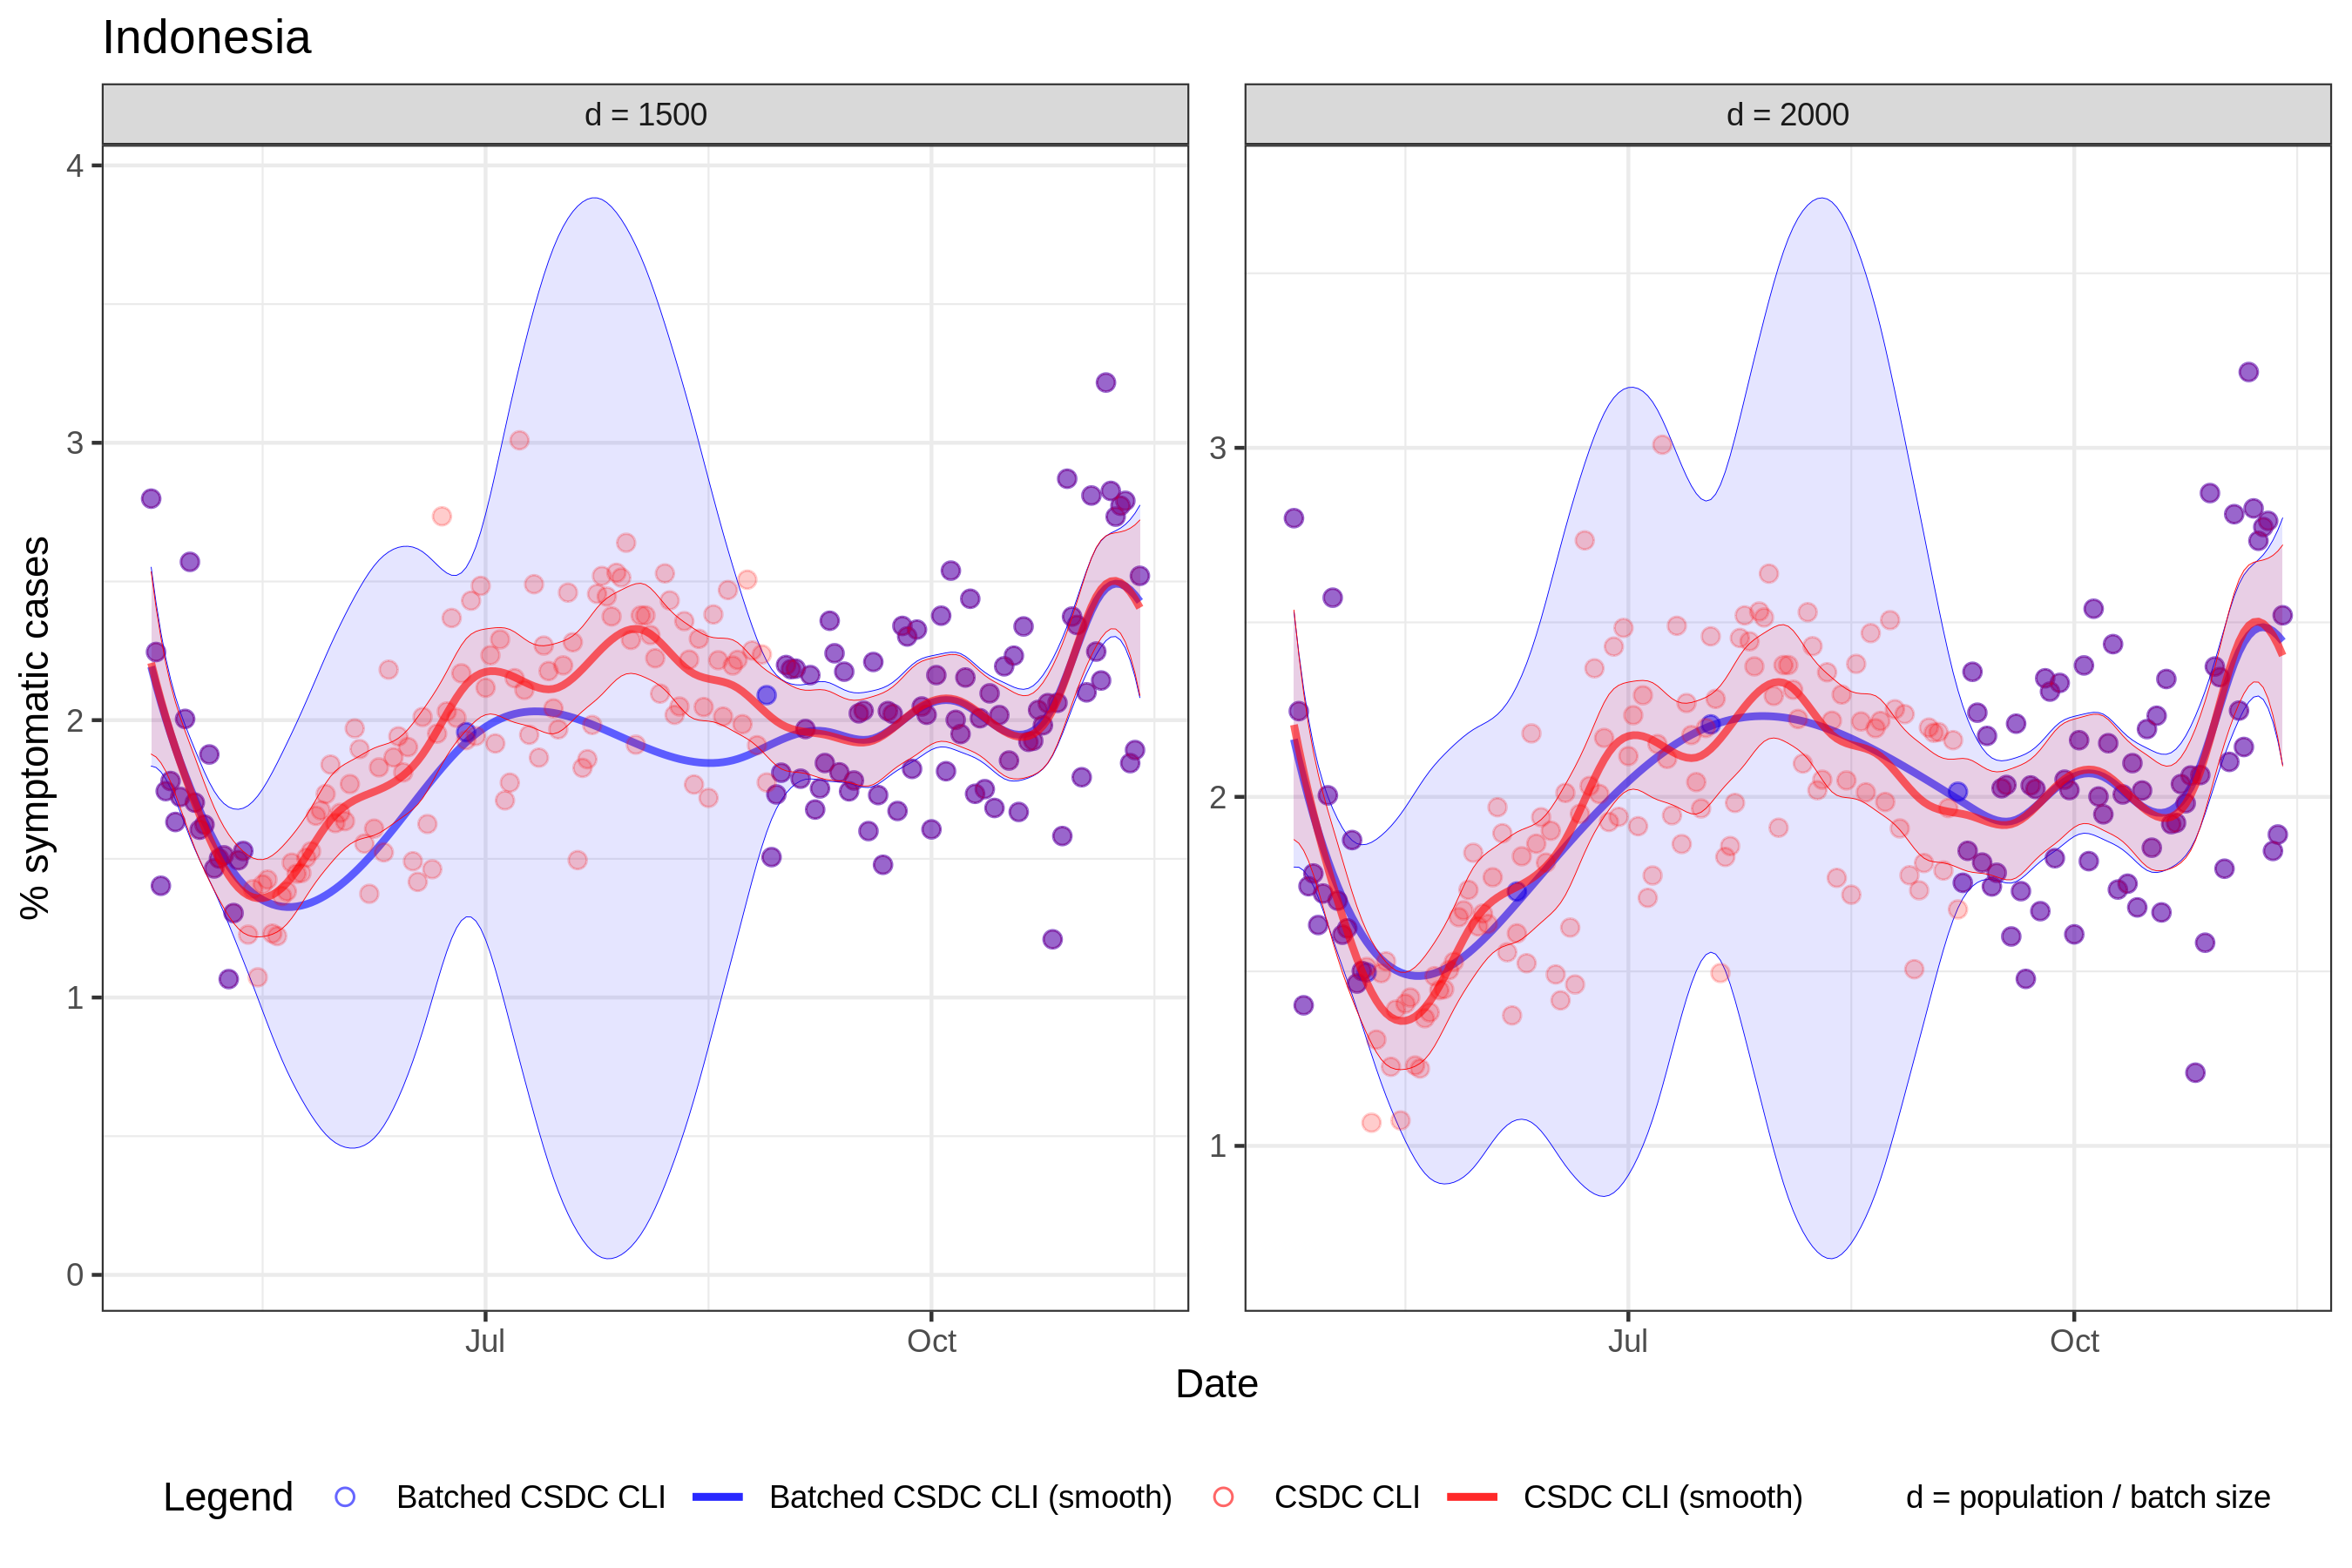 Indonesia
d = 1500
d = 2000
% symptomatic cases
4
3
2
1
0
3
2
1
Jul
Oct
Jul
Oct
Date
Legend
Batched CSDC CLI
Batched CSDC CLI (smooth)
CSDC CLI
CSDC CLI (smooth)
d = population / batch size